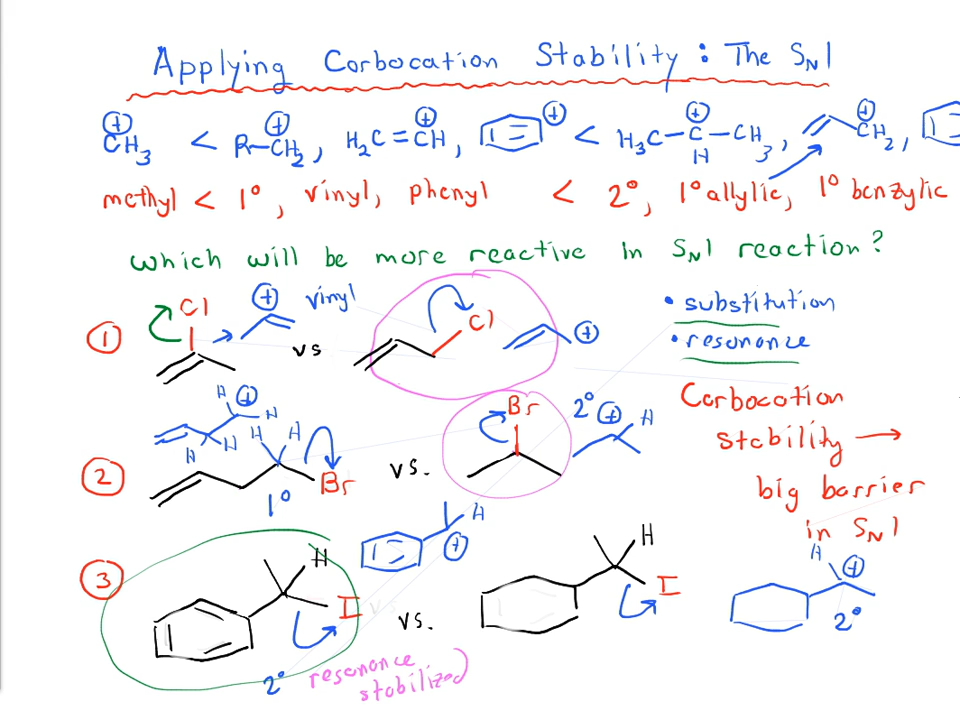 Applying Corbocation Stability : The SN1
⊕CH3 < R-CH2⊕, H2C=CH⊕, ⊕ < H3C-C⊕-CH3, CH2⊕,
H
methyl < 1°, vinyl, phenyl < 2°, 1° allylic, 1° benzylic
which will be more reactive in SN1 reaction?
1 Cl ⊕ vinyl vs Cl ⊕
• substitution
• resonance
Carbocation
stability →
big barrier
in SN1
2 H ⊕ H H H H H Br 1° vs. Br 2° ⊕ H
3 H I 2° H ⊕ vs. H I H ⊕ 2°
resonance
stabilized